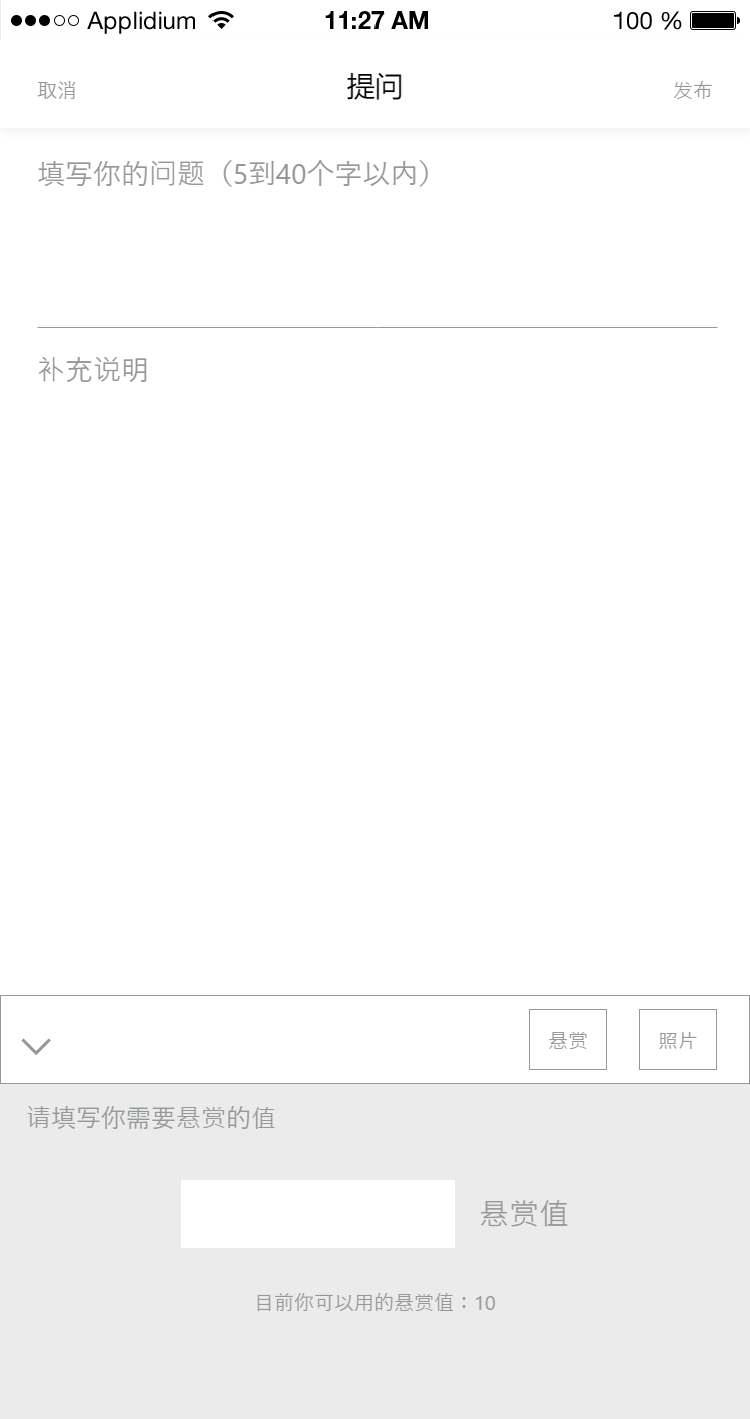 Applidium 11:27 AM 100 %
取消 提问 发布
填写你的问题（5到40个字以内）
补充说明
悬赏 照片
请填写你需要悬赏的值
悬赏值
目前你可以用的悬赏值：10